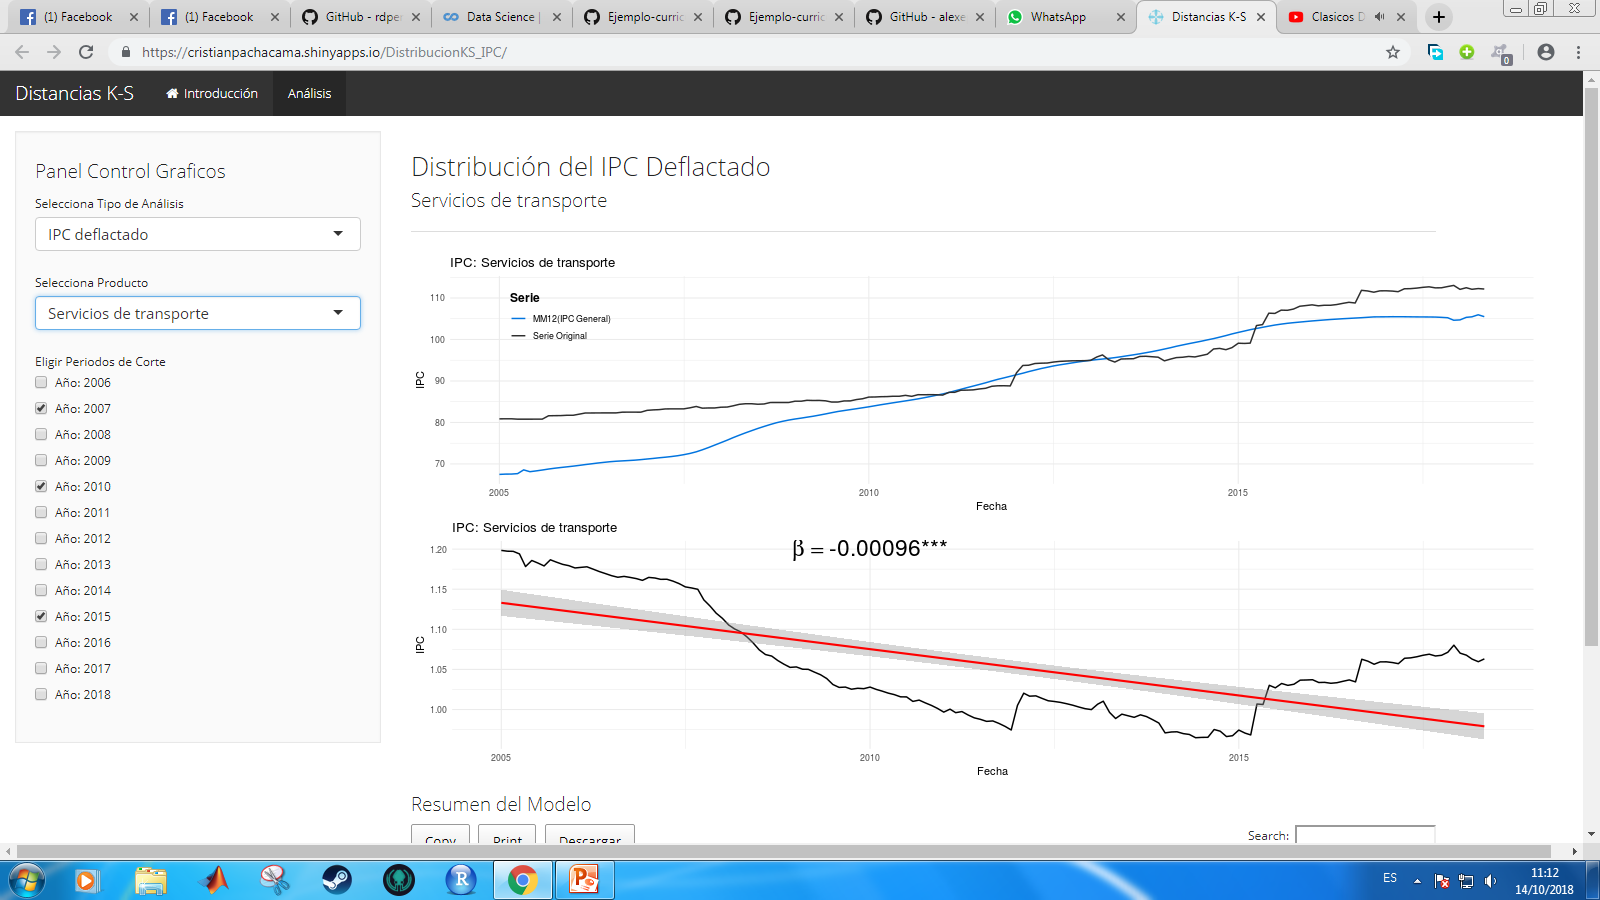 (1) Facebook
(1) Facebook
GitHub - rdpe
Data Science |
Ejemplo-curric
Ejemplo-curric
GitHub - alexe
WhatsApp
Distancias K-S
Clasicos D
https://cristianpachacama.shinyapps.io/DistribucionKS_IPC/
0
Distancias K-S
Introducción
Análisis
Panel Control Graficos
Selecciona Tipo de Análisis
IPC deflactado
Selecciona Producto
Servicios de transporte
Eligir Periodos de Corte
Año: 2006
Año: 2007
Año: 2008
Año: 2009
Año: 2010
Año: 2011
Año: 2012
Año: 2013
Año: 2014
Año: 2015
Año: 2016
Año: 2017
Año: 2018
Distribución del IPC Deflactado
Servicios de transporte
IPC: Servicios de transporte
Serie
MM12(IPC General)
Serie Original
IPC
110
100
90
80
70
2005
2010
2015
Fecha
IPC: Servicios de transporte
β = -0.00096***
IPC
1.20
1.15
1.10
1.05
1.00
2005
2010
2015
Fecha
Resumen del Modelo
Copy
Print
Descargar
Search:
ES
11:12
14/10/2018